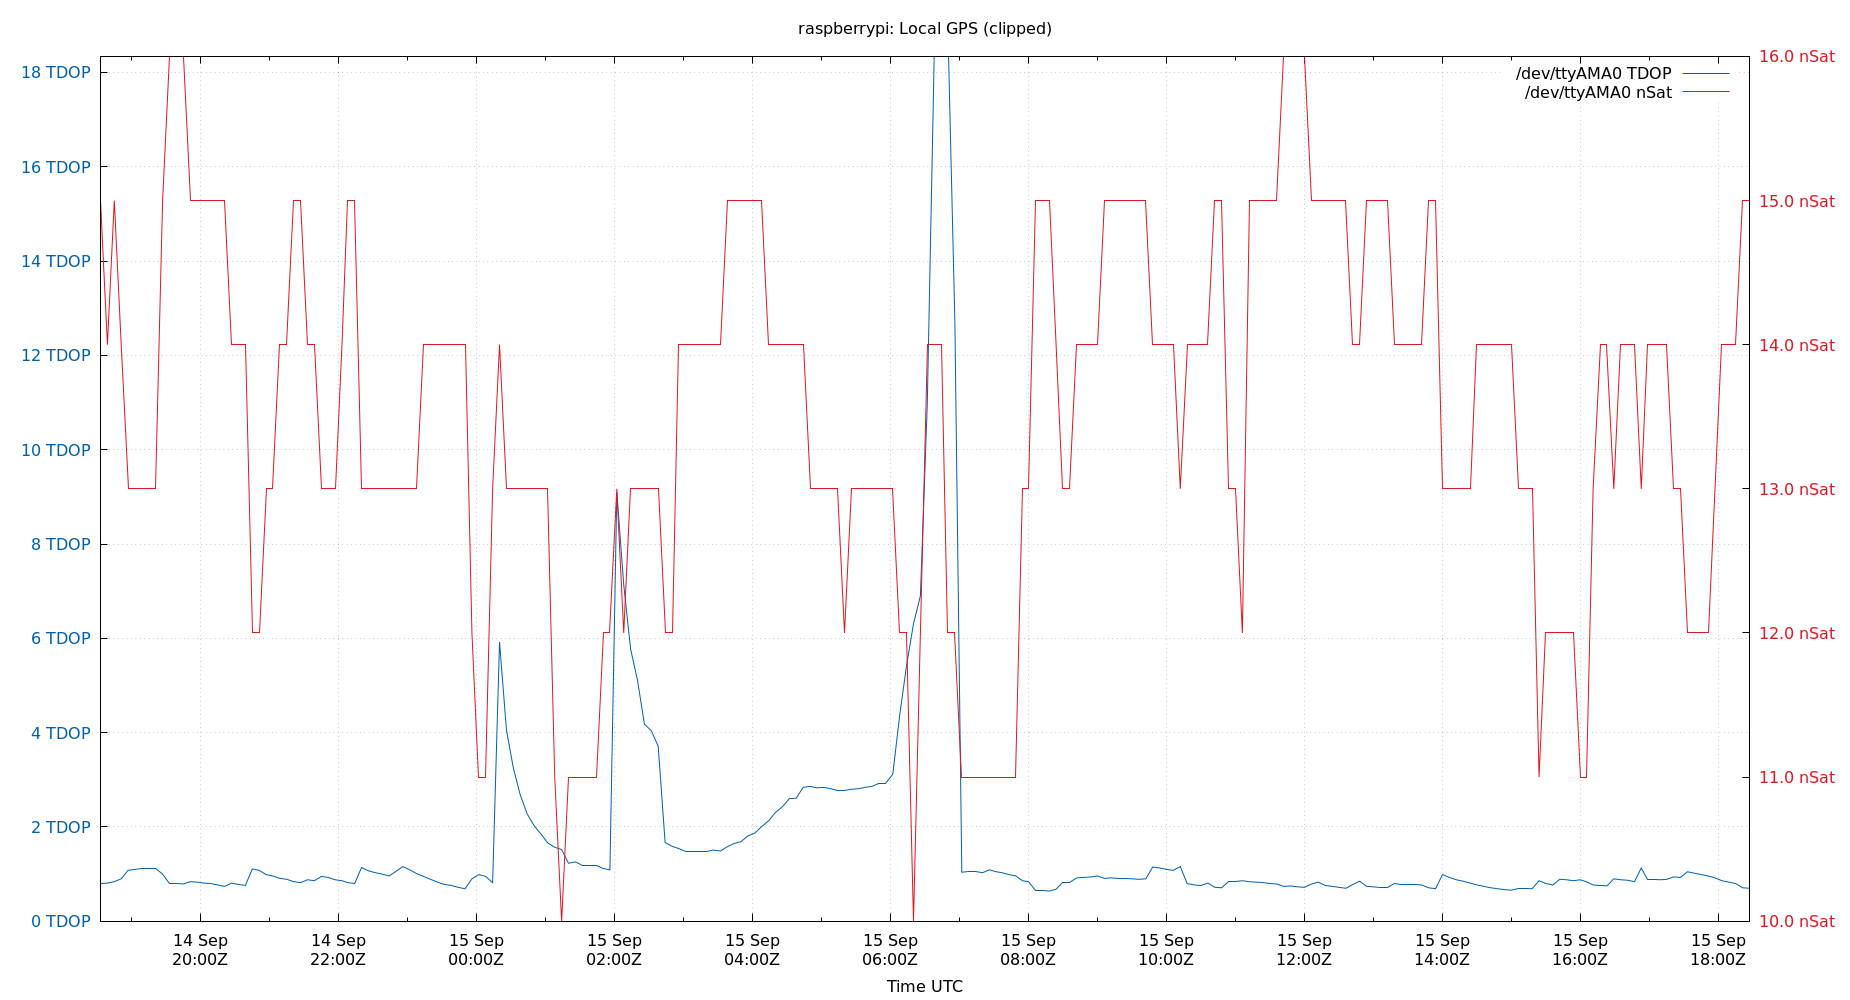 raspberrypi: Local GPS (clipped)
18 TDOP
16 TDOP
14 TDOP
12 TDOP
10 TDOP
8 TDOP
6 TDOP
4 TDOP
2 TDOP
0 TDOP
/dev/ttyAMA0 TDOP
/dev/ttyAMA0 nSat
16.0 nSat
15.0 nSat
14.0 nSat
13.0 nSat
12.0 nSat
11.0 nSat
10.0 nSat
14 Sep 14 Sep 15 Sep 15 Sep 15 Sep 15 Sep 15 Sep 15 Sep 15 Sep 15 Sep 15 Sep 15 Sep
20:00Z 22:00Z 00:00Z 02:00Z 04:00Z 06:00Z 08:00Z 10:00Z 12:00Z 14:00Z 16:00Z 18:00Z
Time UTC